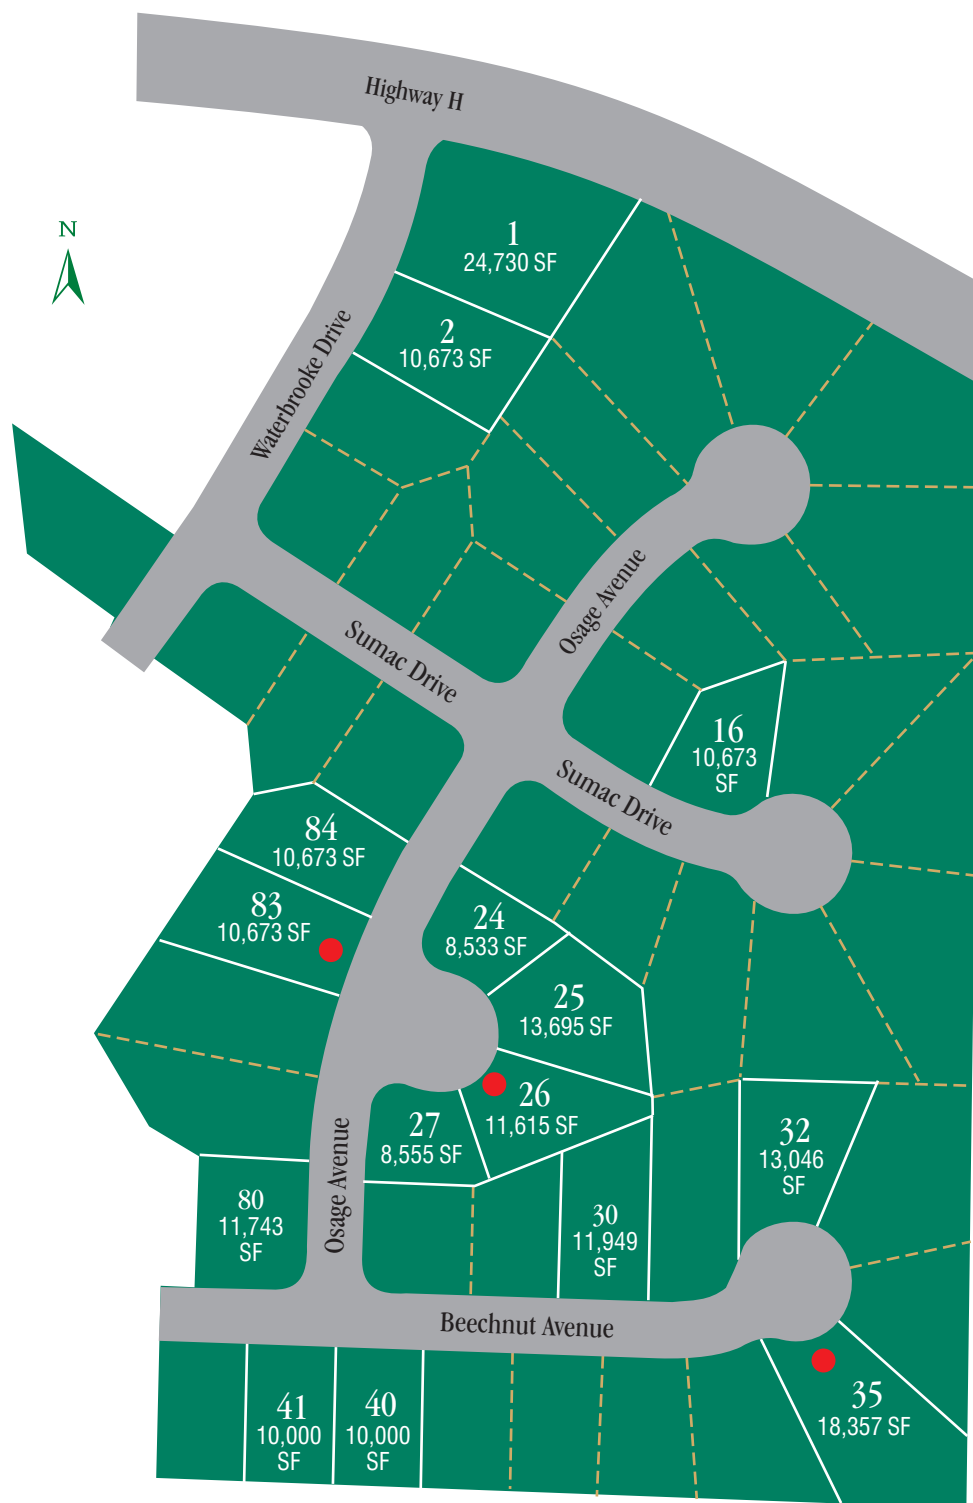 Highway H
N
1
24,730 SF
2
10,673 SF
Waterbrooke Drive
Osage Avenue
Sumac Drive
16
10,673
SF
Sumac Drive
84
10,673 SF
83
10,673 SF
24
8,533 SF
25
13,695 SF
26
11,615 SF
27
8,555 SF
32
13,046
SF
Osage Avenue
80
11,743
SF
30
11,949
SF
Beechnut Avenue
35
18,357 SF
41
10,000
SF
40
10,000
SF